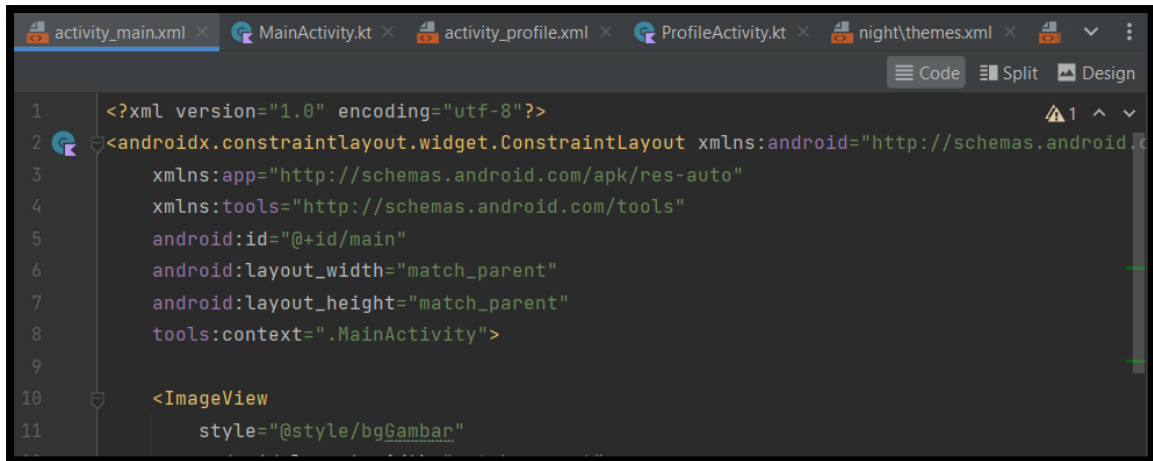 activity_main.xml MainActivity.kt activity_profile.xml ProfileActivity.kt night\themes.xml
Code Split Design
1 <?xml version="1.0" encoding="utf-8"?> 1
2 <androidx.constraintlayout.widget.ConstraintLayout xmlns:android="http://schemas.android.
3 xmlns:app="http://schemas.android.com/apk/res-auto"
4 xmlns:tools="http://schemas.android.com/tools"
5 android:id="@+id/main"
6 android:layout_width="match_parent"
7 android:layout_height="match_parent"
8 tools:context=".MainActivity">
9
10 <ImageView
11 style="@style/bgGambar"